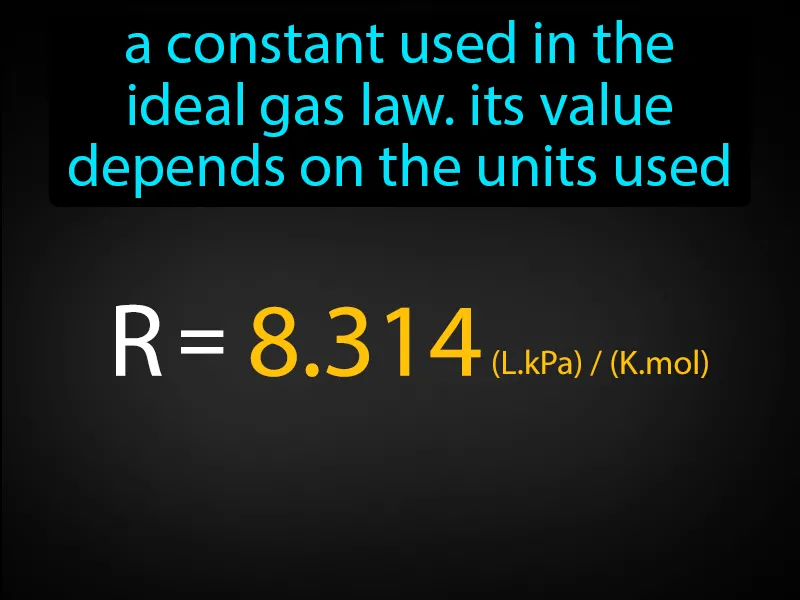 a constant used in the
ideal gas law. its value
depends on the units used
R = 8.314 (L.kPa) / (K.mol)